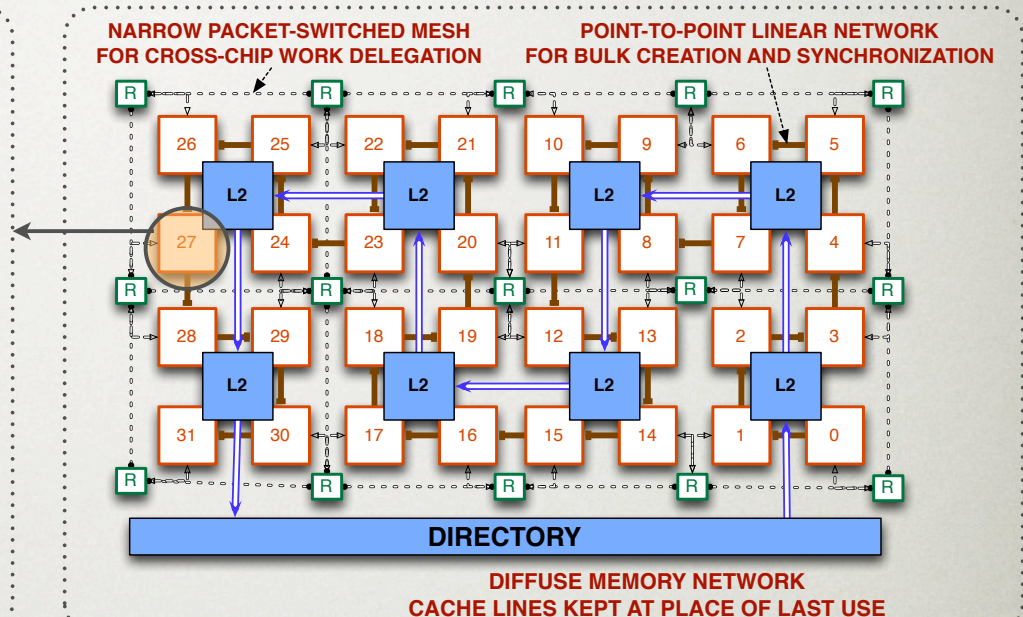 NARROW PACKET-SWITCHED MESH
FOR CROSS-CHIP WORK DELEGATION
POINT-TO-POINT LINEAR NETWORK
FOR BULK CREATION AND SYNCHRONIZATION
R R R R R
26 25 22 21 10 9 6 5
L2 L2 L2 L2
27 24 23 20 11 8 7 4
R R R R R
28 29 18 19 12 13 2 3
L2 L2 L2 L2
31 30 17 16 15 14 1 0
R R R R R
DIRECTORY
DIFFUSE MEMORY NETWORK
CACHE LINES KEPT AT PLACE OF LAST USE